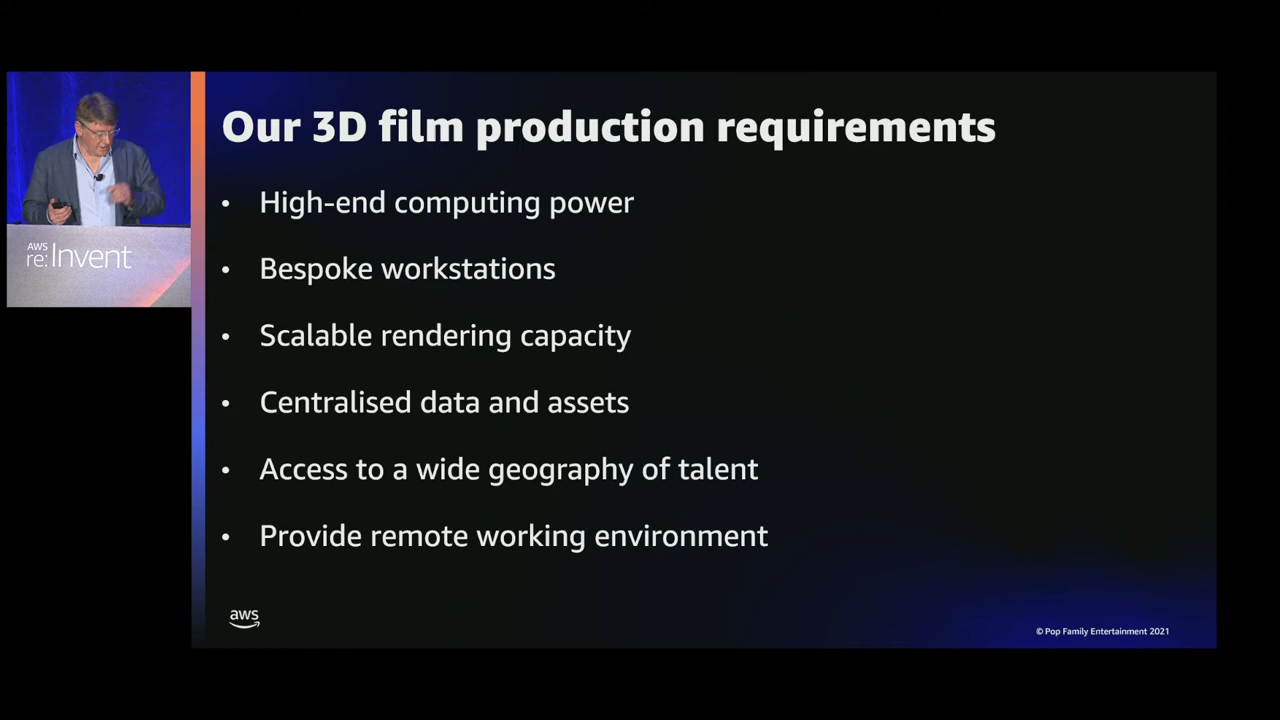 Our 3D film production requirements
• High-end computing power
• Bespoke workstations
• Scalable rendering capacity
• Centralised data and assets
• Access to a wide geography of talent
• Provide remote working environment
AWS
re:Invent
aws
© Pop Family Entertainment 2021